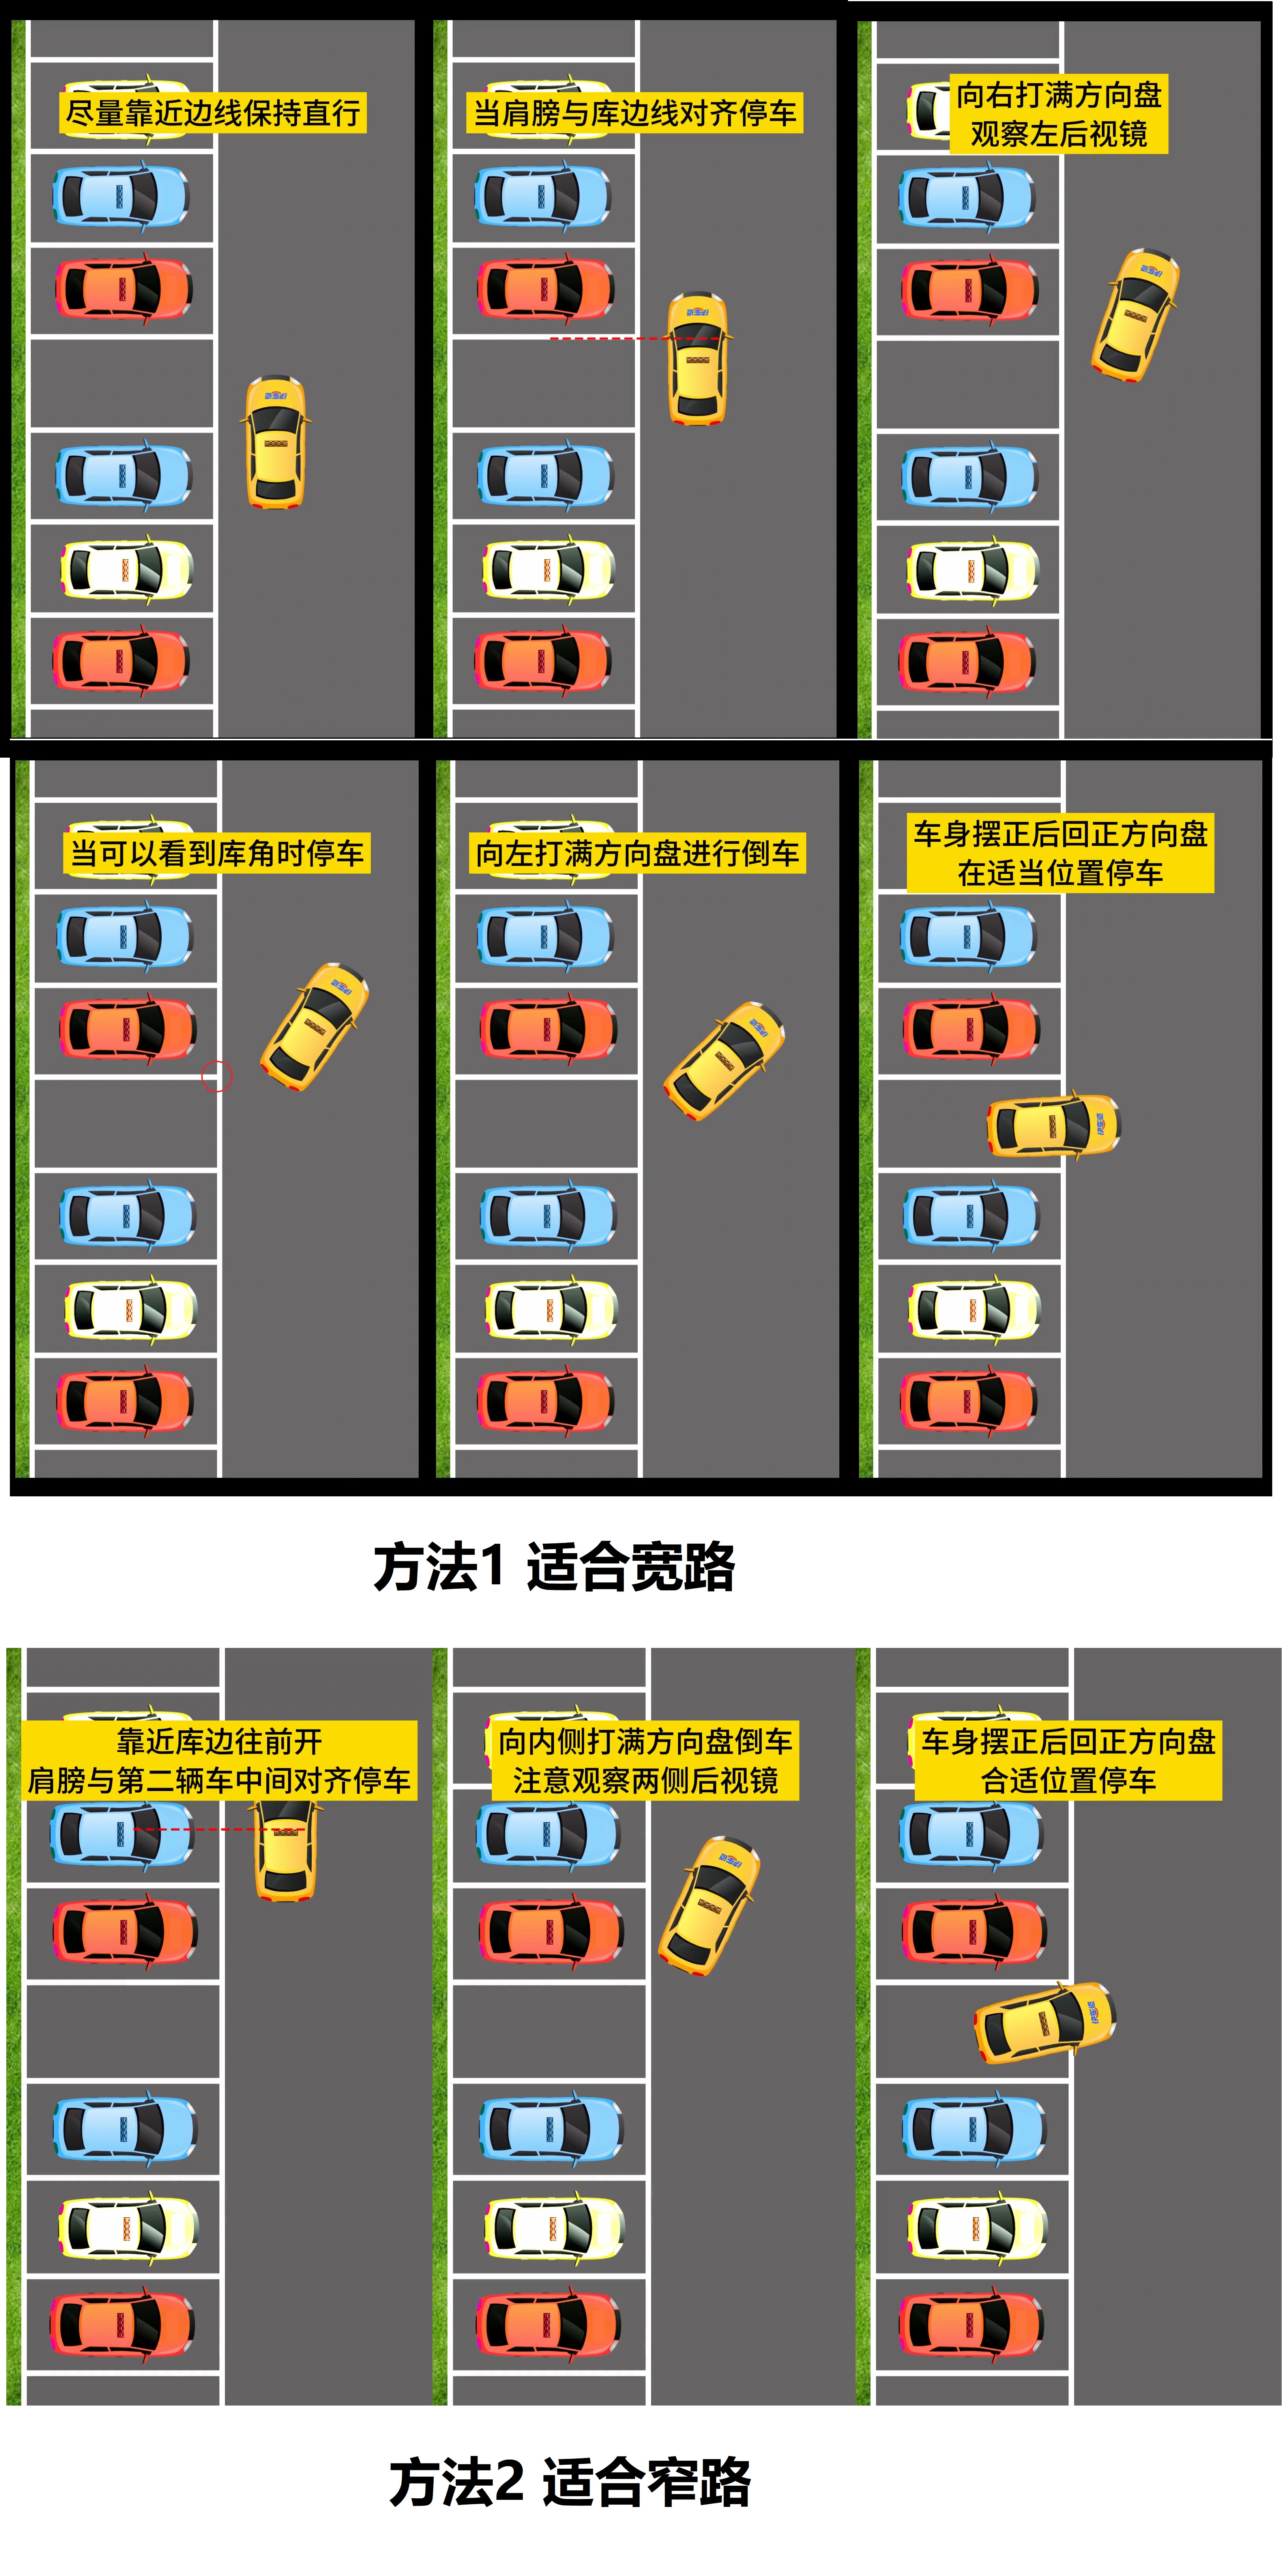 尽量靠近边线保持直行
当肩膀与库边线对齐停车
向右打满方向盘
观察左后视镜
当可以看到库角时停车
向左打满方向盘进行倒车
车身摆正后回正方向盘
在适当位置停车
方法1 适合宽路
靠近库边往前开
肩膀与第二辆车中间对齐停车
向内侧打满方向盘倒车
注意观察两侧后视镜
车身摆正后回正方向盘
合适位置停车
方法2 适合窄路